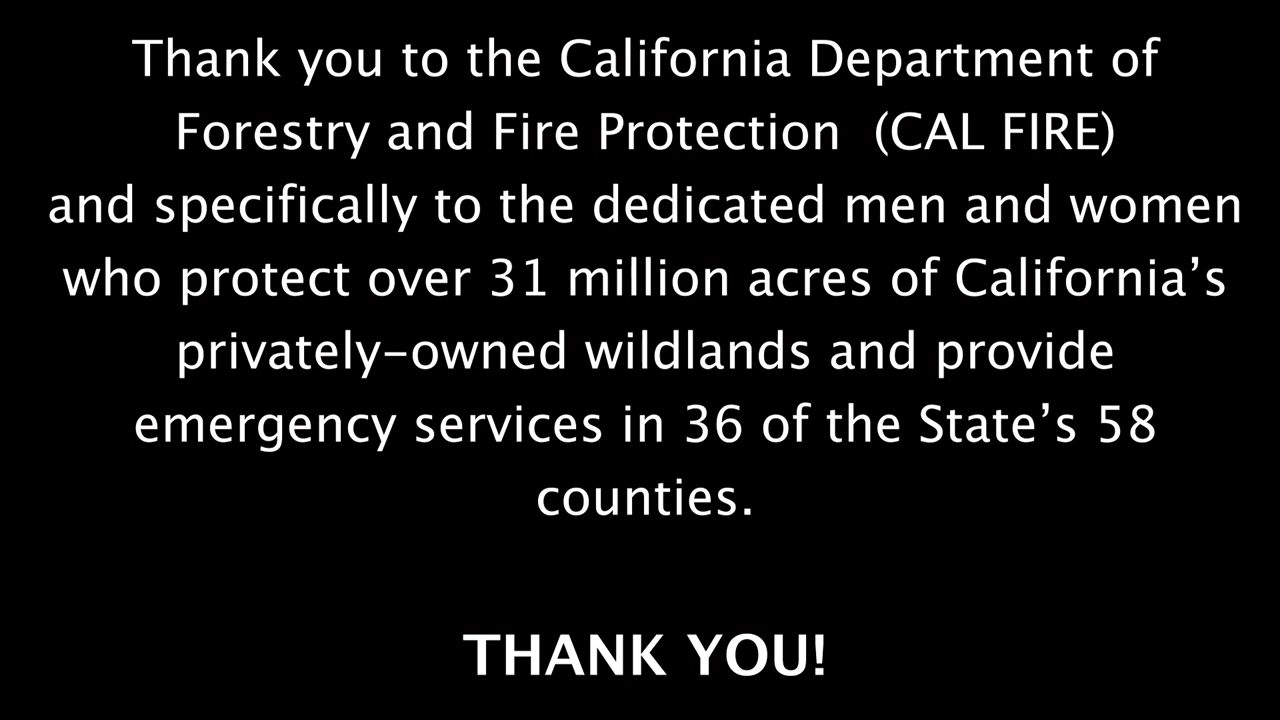 Thank you to the California Department of
Forestry and Fire Protection  (CAL FIRE)
and specifically to the dedicated men and women
who protect over 31 million acres of California’s
privately–owned wildlands and provide
emergency services in 36 of the State’s 58
counties.
THANK YOU!